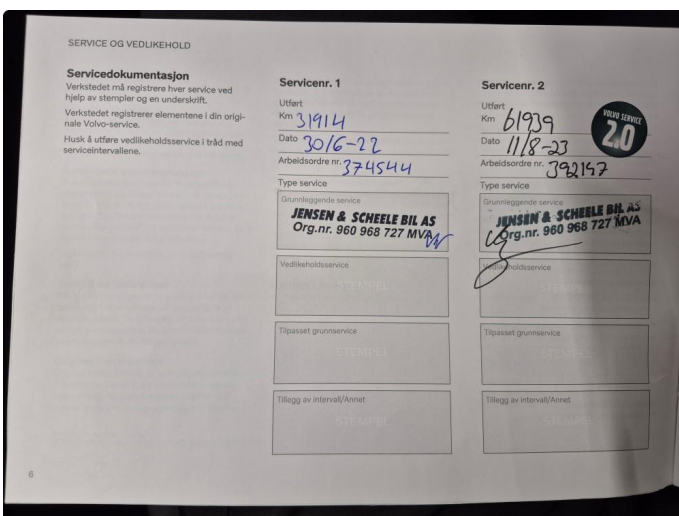 SERVICE OG VEDLIKEHOLD
Servicedokumentasjon
Verkstedet må registrere hver service ved
hjelp av stempler og en underskrift.
Verkstedet registrerer elementene i din origi-
nale Volvo-service.
Husk å utføre vedlikeholdsservice i tråd med
serviceintervallene.
Servicenr. 1
Utført
Km 31914
Dato 30/6-22
Arbeidsordre nr. 374544
Type service
Grunnleggende service
JENSEN & SCHEELE BIL AS
Org.nr. 960 968 727 MVA
Vedlikeholdsservice
STEMPEL
Tilpasset grunnservice
STEMPEL
Tillegg av intervall/Annet
STEMPEL
Servicenr. 2
Utført
Km 61939
Dato 11/8-23
Arbeidsordre nr. 392157
Type service
VOLVO SERVICE
2.0
Grunnleggende service
JENSEN & SCHEELE BIL AS
Org.nr. 960 968 727 MVA
Vedlikeholdsservice
STEMPEL
Tilpasset grunnservice
STEMPEL
Tillegg av intervall/Annet
STEMPEL
6